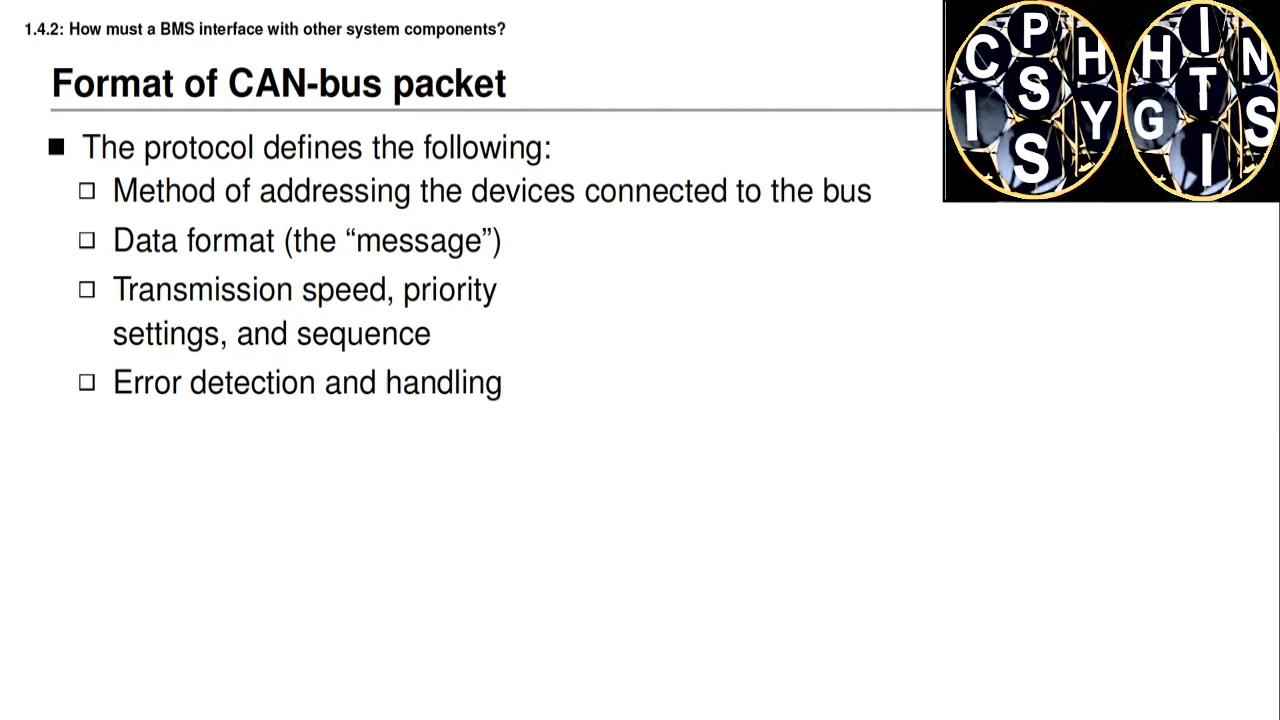 1.4.2: How must a BMS interface with other system components?
Format of CAN-bus packet
The protocol defines the following:
Method of addressing the devices connected to the bus
Data format (the “message”)
Transmission speed, priority
settings, and sequence
Error detection and handling
P
C H
S
I Y
S
I
H N
T
G S
I